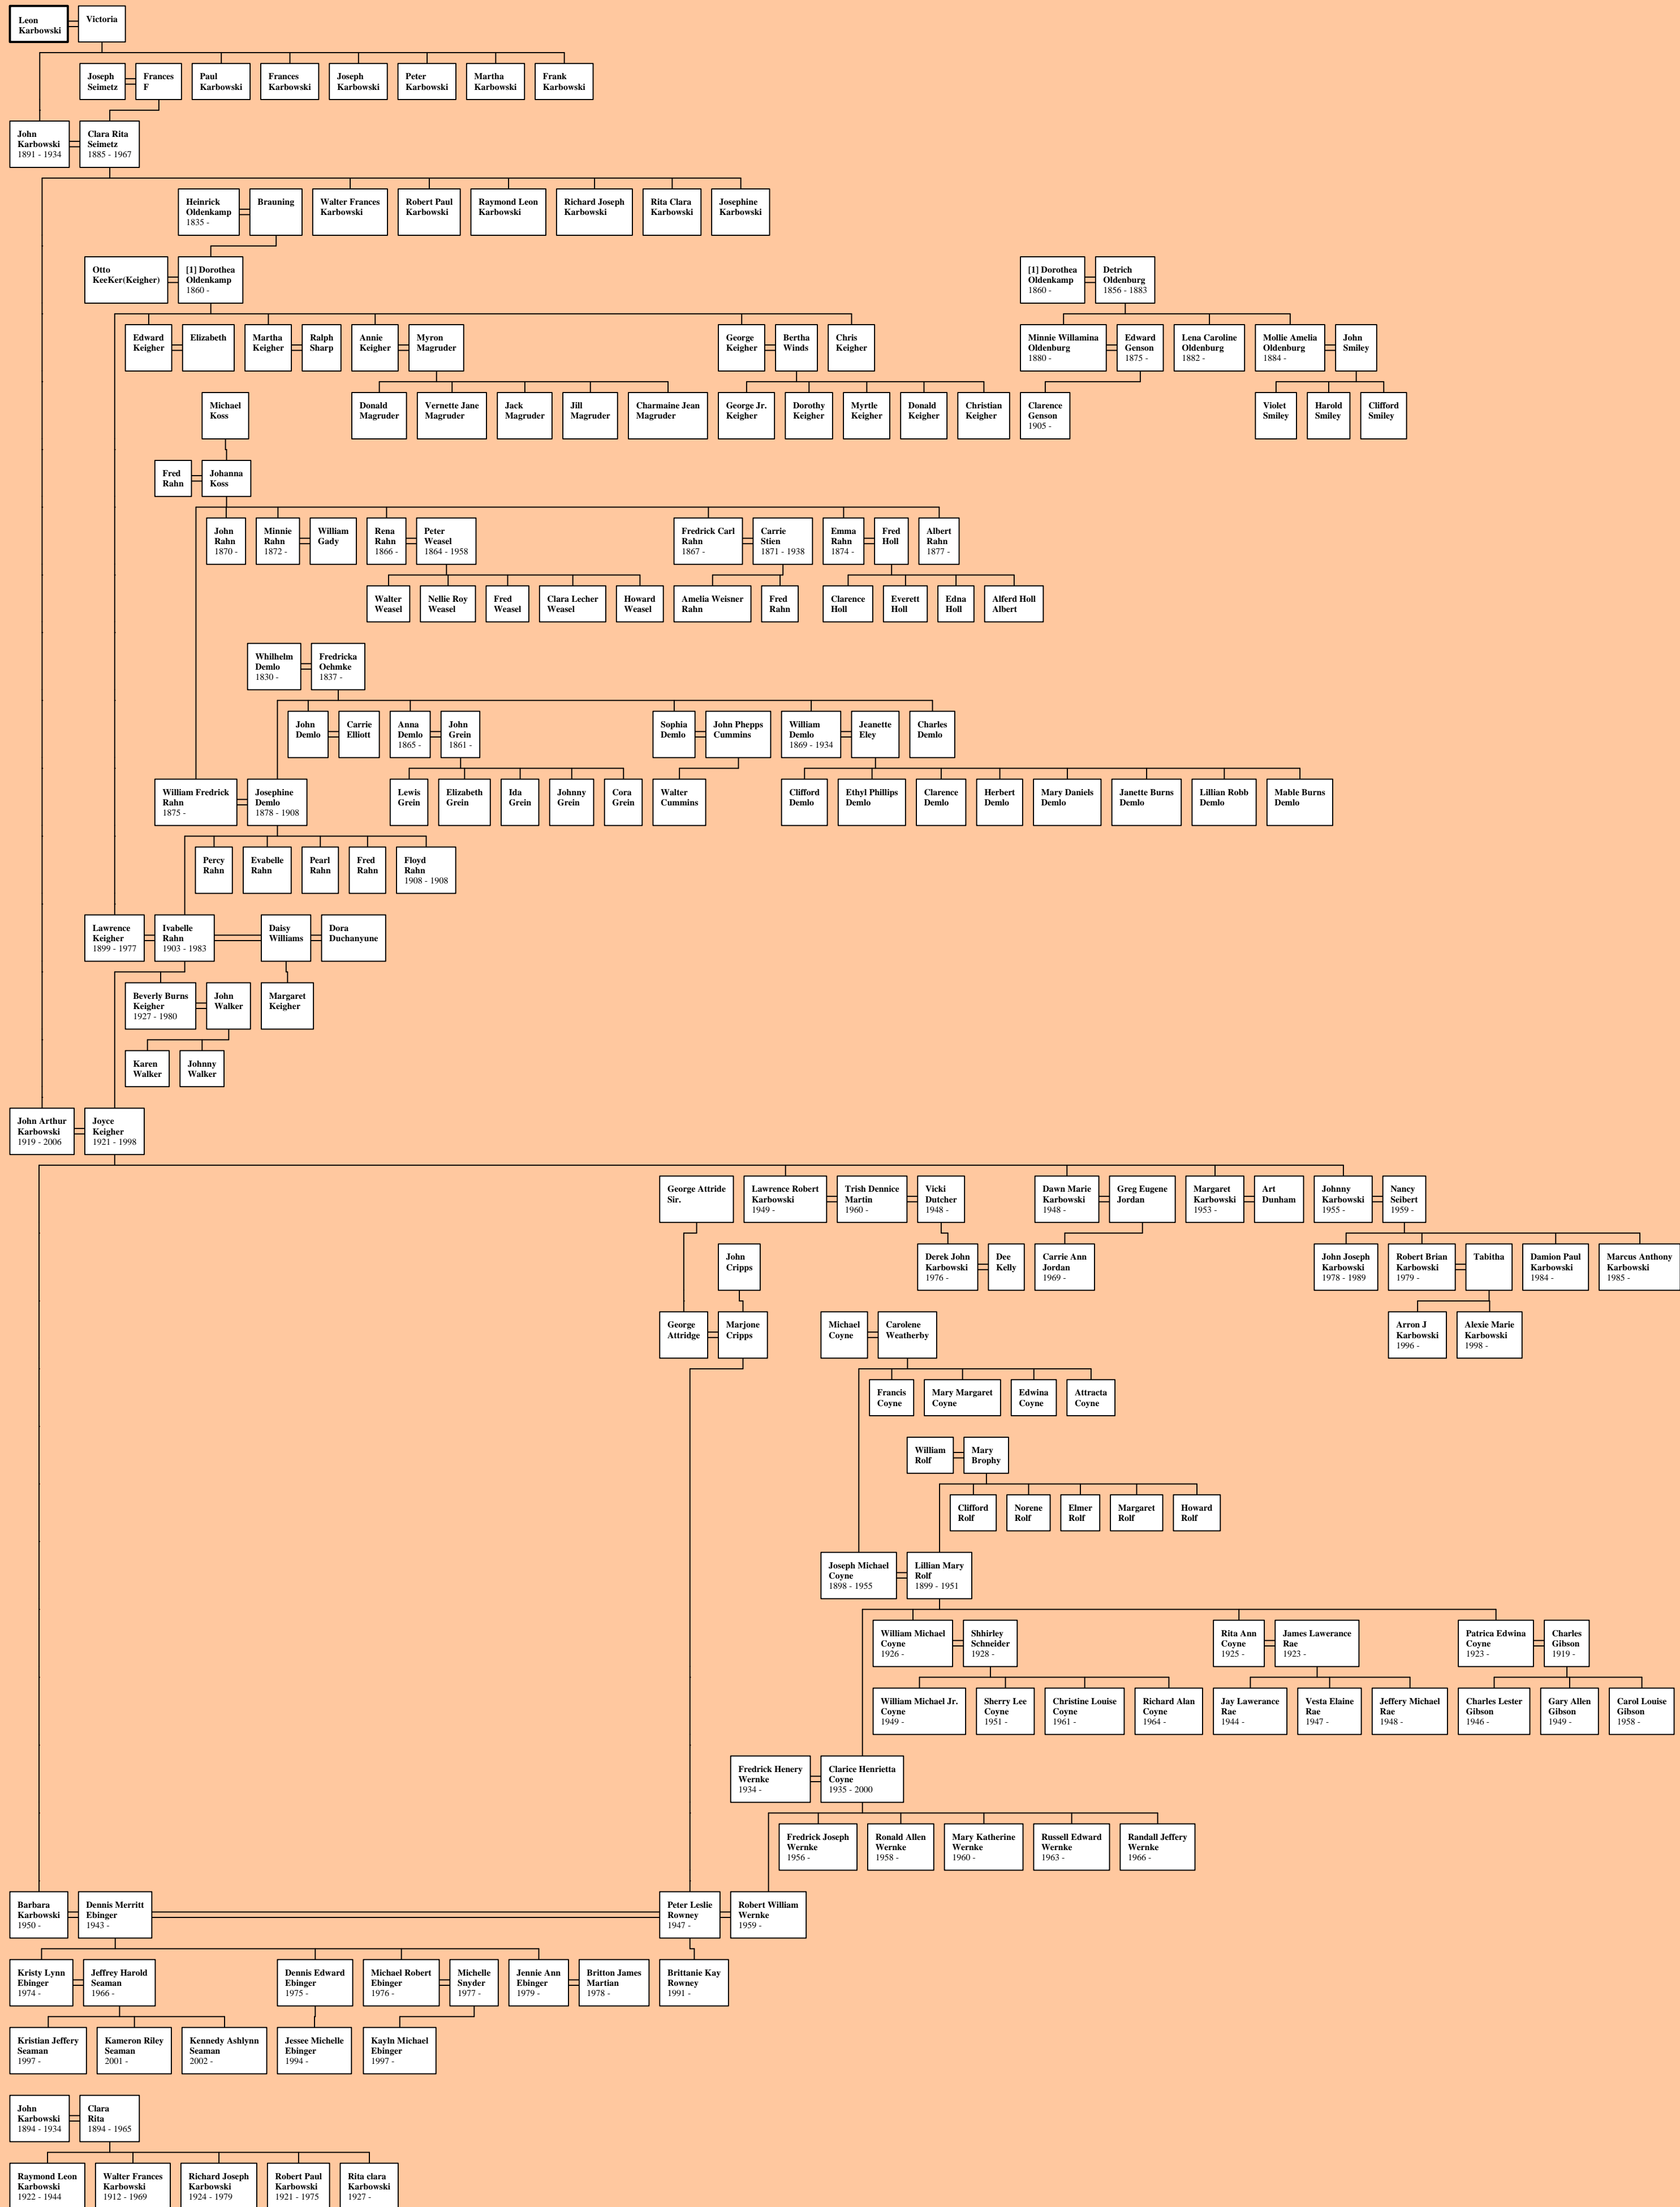 Leon
Karbowski
Victoria
Joseph
Seimetz
Frances
F
Paul
Karbowski
Frances
Karbowski
Joseph
Karbowski
Peter
Karbowski
Martha
Karbowski
Frank
Karbowski
John
Karbowski
1891 - 1934
Clara Rita
Seimetz
1885 - 1967
Heinrick
Oldenkamp
1835 -
Brauning
Walter Frances
Karbowski
Robert Paul
Karbowski
Raymond Leon
Karbowski
Richard Joseph
Karbowski
Rita Clara
Karbowski
Josephine
Karbowski
Otto
KeeKer(Keigher)
[1] Dorothea
Oldenkamp
1860 -
[1] Dorothea
Oldenkamp
1860 -
Detrich
Oldenburg
1856 - 1883
Edward
Keigher
Elizabeth
Martha
Keigher
Ralph
Sharp
Annie
Keigher
Myron
Magruder
George
Keigher
Bertha
Winds
Chris
Keigher
Minnie Willamina
Oldenburg
1880 -
Edward
Genson
1875 -
Lena Caroline
Oldenburg
1882 -
Mollie Amelia
Oldenburg
1884 -
John
Smiley
Michael
Koss
Donald
Magruder
Vernette Jane
Magruder
Jack
Magruder
Jill
Magruder
Charmaine Jean
Magruder
George Jr.
Keigher
Dorothy
Keigher
Myrtle
Keigher
Donald
Keigher
Christian
Keigher
Clarence
Genson
1905 -
Violet
Smiley
Harold
Smiley
Clifford
Smiley
Fred
Rahn
Johanna
Koss
John
Rahn
1870 -
Minnie
Rahn
1872 -
William
Gady
Rena
Rahn
1866 -
Peter
Weasel
1864 - 1958
Fredrick Carl
Rahn
1867 -
Carrie
Stien
1871 - 1938
Emma
Rahn
1874 -
Fred
Holl
Albert
Rahn
1877 -
Walter
Weasel
Nellie Roy
Weasel
Fred
Weasel
Clara Lecher
Weasel
Howard
Weasel
Amelia Weisner
Rahn
Fred
Rahn
Clarence
Holl
Everett
Holl
Edna
Holl
Alferd Holl
Albert
Whilhelm
Demlo
1830 -
Fredricka
Oehmke
1837 -
John
Demlo
Carrie
Elliott
Anna
Demlo
1865 -
John
Grein
1861 -
Sophia
Demlo
John Phepps
Cummins
William
Demlo
1869 - 1934
Jeanette
Eley
Charles
Demlo
William Fredrick
Rahn
1875 -
Josephine
Demlo
1878 - 1908
Lewis
Grein
Elizabeth
Grein
Ida
Grein
Johnny
Grein
Cora
Grein
Walter
Cummins
Clifford
Demlo
Ethyl Phillips
Demlo
Clarence
Demlo
Herbert
Demlo
Mary Daniels
Demlo
Janette Burns
Demlo
Lillian Robb
Demlo
Mable Burns
Demlo
Percy
Rahn
Evabelle
Rahn
Pearl
Rahn
Fred
Rahn
Floyd
Rahn
1908 - 1908
Lawrence
Keigher
1899 - 1977
Ivabelle
Rahn
1903 - 1983
Daisy
Williams
Dora
Duchanyune
Beverly Burns
Keigher
1927 - 1980
John
Walker
Margaret
Keigher
Karen
Walker
Johnny
Walker
John Arthur
Karbowski
1919 - 2006
Joyce
Keigher
1921 - 1998
George Attride
Sir.
Lawrence Robert
Karbowski
1949 -
Trish Dennice
Martin
1960 -
Vicki
Dutcher
1948 -
Dawn Marie
Karbowski
1948 -
Greg Eugene
Jordan
Margaret
Karbowski
1953 -
Art
Dunham
Johnny
Karbowski
1955 -
Nancy
Seibert
1959 -
John
Cripps
Derek John
Karbowski
1976 -
Dee
Kelly
Carrie Ann
Jordan
1969 -
John Joseph
Karbowski
1978 - 1989
Robert Brian
Karbowski
1979 -
Tabitha
Damion Paul
Karbowski
1984 -
Marcus Anthony
Karbowski
1985 -
George
Attridge
Marjone
Cripps
Michael
Coyne
Carolene
Weatherby
Arron J
Karbowski
1996 -
Alexie Marie
Karbowski
1998 -
Francis
Coyne
Mary Margaret
Coyne
Edwina
Coyne
Attracta
Coyne
William
Rolf
Mary
Brophy
Clifford
Rolf
Norene
Rolf
Elmer
Rolf
Margaret
Rolf
Howard
Rolf
Joseph Michael
Coyne
1898 - 1955
Lillian Mary
Rolf
1899 - 1951
William Michael
Coyne
1926 -
Shhirley
Schneider
1928 -
Rita Ann
Coyne
1925 -
James Lawerance
Rae
1923 -
Patrica Edwina
Coyne
1923 -
Charles
Gibson
1919 -
William Michael Jr.
Coyne
1949 -
Sherry Lee
Coyne
1951 -
Christine Louise
Coyne
1961 -
Richard Alan
Coyne
1964 -
Jay Lawerance
Rae
1944 -
Vesta Elaine
Rae
1947 -
Jeffery Michael
Rae
1948 -
Charles Lester
Gibson
1946 -
Gary Allen
Gibson
1949 -
Carol Louise
Gibson
1958 -
Fredrick Henery
Wernke
1934 -
Clarice Henrietta
Coyne
1935 - 2000
Fredrick Joseph
Wernke
1956 -
Ronald Allen
Wernke
1958 -
Mary Katherine
Wernke
1960 -
Russell Edward
Wernke
1963 -
Randall Jeffery
Wernke
1966 -
Barbara
Karbowski
1950 -
Dennis Merritt
Ebinger
1943 -
Peter Leslie
Rowney
1947 -
Robert William
Wernke
1959 -
Kristy Lynn
Ebinger
1974 -
Jeffrey Harold
Seaman
1966 -
Dennis Edward
Ebinger
1975 -
Michael Robert
Ebinger
1976 -
Michelle
Snyder
1977 -
Jennie Ann
Ebinger
1979 -
Britton James
Martian
1978 -
Brittanie Kay
Rowney
1991 -
Kristian Jeffery
Seaman
1997 -
Kameron Riley
Seaman
2001 -
Kennedy Ashlynn
Seaman
2002 -
Jessee Michelle
Ebinger
1994 -
Kayln Michael
Ebinger
1997 -
John
Karbowski
1894 - 1934
Clara
Rita
1894 - 1965
Raymond Leon
Karbowski
1922 - 1944
Walter Frances
Karbowski
1912 - 1969
Richard Joseph
Karbowski
1924 - 1979
Robert Paul
Karbowski
1921 - 1975
Rita clara
Karbowski
1927 -